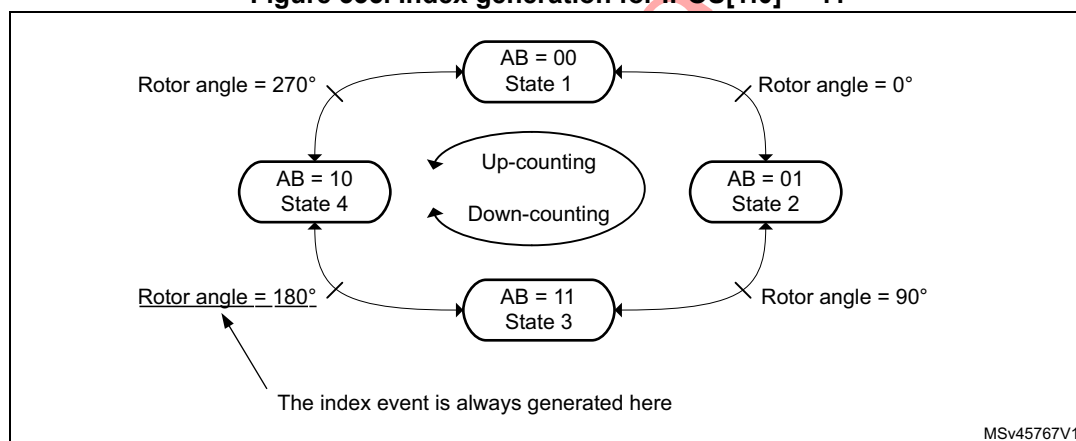 AB = 00
State 1
Rotor angle = 270°
Rotor angle = 0°
Up-counting
AB = 10
State 4
AB = 01
State 2
Down-counting
Rotor angle = 180°
AB = 11
State 3
Rotor angle = 90°
The index event is always generated here
MSv45767V1